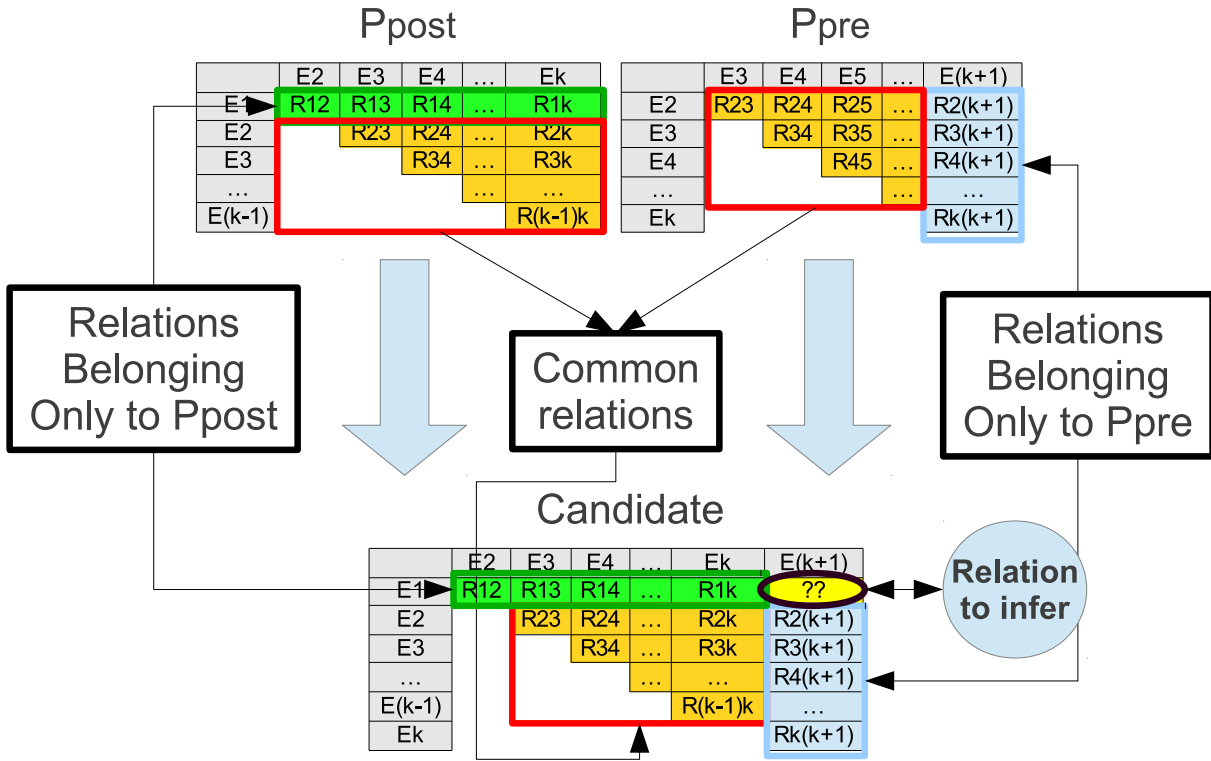 Ppost
Ppre
E2 E3 E4 … Ek
E1 R12 R13 R14 … R1k
E2 R23 R24 … R2k
E3 R34 … R3k
… … …
E(k-1) R(k-1)k
E3 E4 E5 … E(k+1)
E2 R23 R24 R25 … R2(k+1)
E3 R34 R35 … R3(k+1)
E4 R45 … R4(k+1)
… … …
Ek Rk(k+1)
Relations
Belonging
Only to Ppost
Common
relations
Relations
Belonging
Only to Ppre
Candidate
E2 E3 E4 … Ek E(k+1)
E1 R12 R13 R14 … R1k ??
E2 R23 R24 … R2k R2(k+1)
E3 R34 … R3k R3(k+1)
… … … R4(k+1)
E(k-1) R(k-1)k …
Ek Rk(k+1)
Relation
to infer